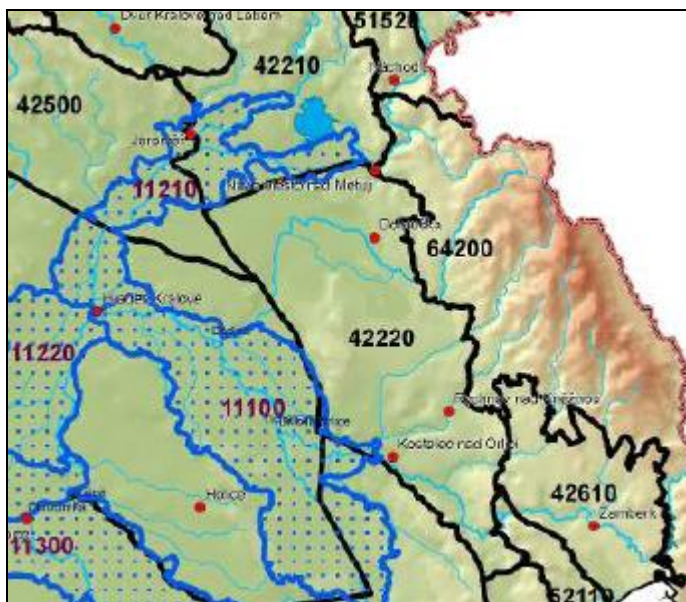 Dvůr Králové nad Labem
51520
42210
Náchod
42500
Jaroměř
11210
Nové Město nad Metují
Dobruška
64200
Hradec Králové
42220
11220
11100
Rychnov nad Kněžnou
Kostelec nad Orlicí
42610
Holice
Žamberk
11300
52110